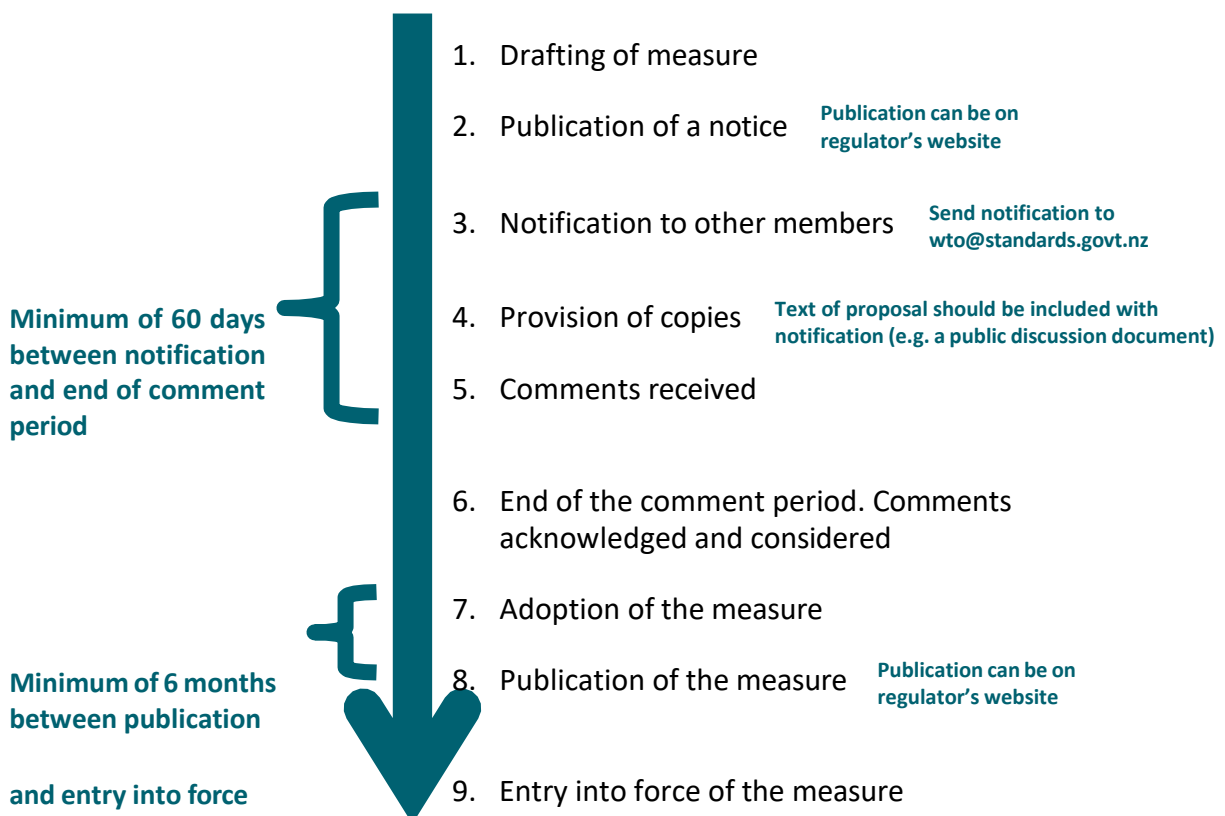 1. Drafting of measure
2. Publication of a notice
Publication can be on
regulator’s website
3. Notification to other members
Send notification to
wto@standards.govt.nz
Minimum of 60 days
between notification
and end of comment
period
4. Provision of copies
Text of proposal should be included with
notification (e.g. a public discussion document)
5. Comments received
6. End of the comment period. Comments
acknowledged and considered
7. Adoption of the measure
Minimum of 6 months
between publication
and entry into force
8. Publication of the measure
Publication can be on
regulator’s website
9. Entry into force of the measure